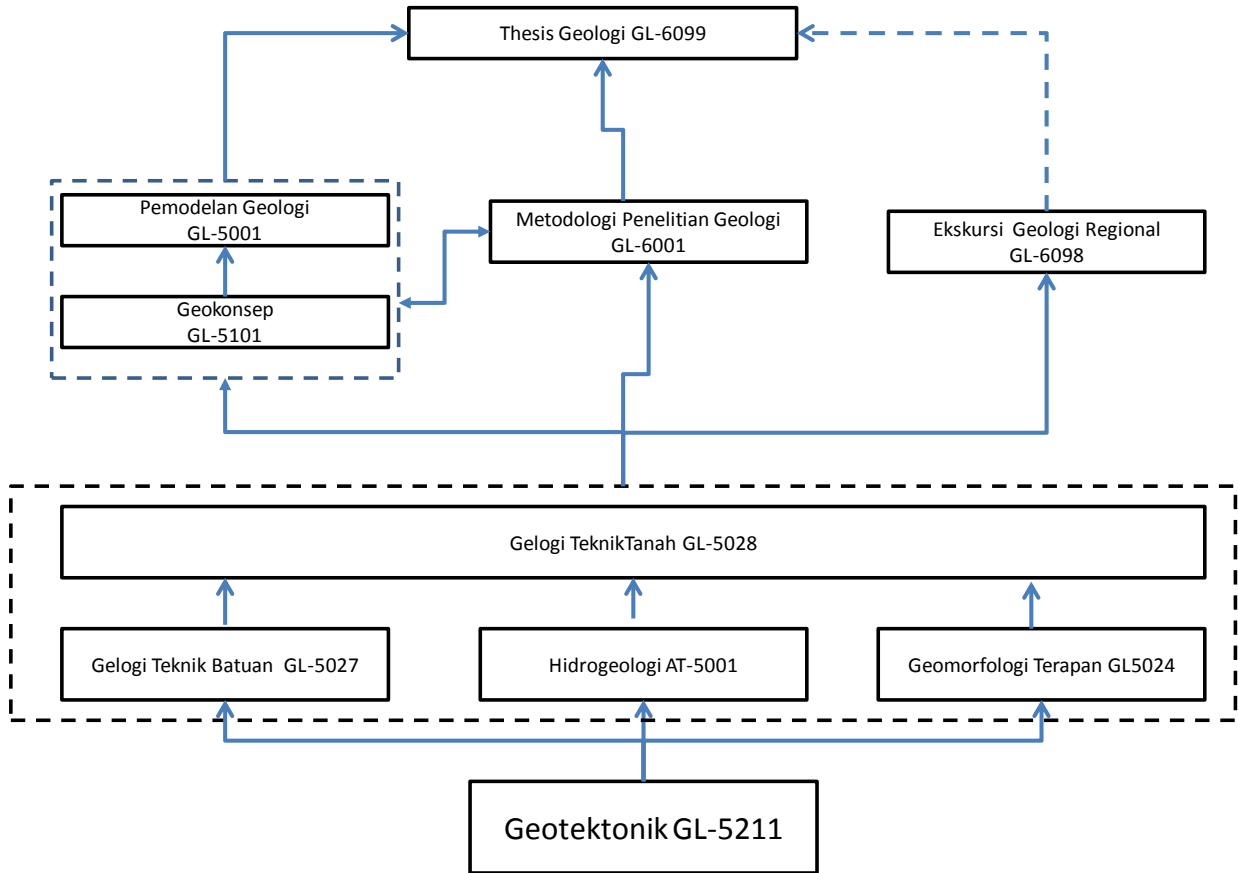 Thesis Geologi GL-6099
Pemodelan Geologi
GL-5001
Metodologi Penelitian Geologi
GL-6001
Ekskursi Geologi Regional
GL-6098
Geokonsep
GL-5101
Gelogi TeknikTanah GL-5028
Gelogi Teknik Batuan GL-5027
Hidrogeologi AT-5001
Geomorfologi Terapan GL5024
Geotektonik GL-5211